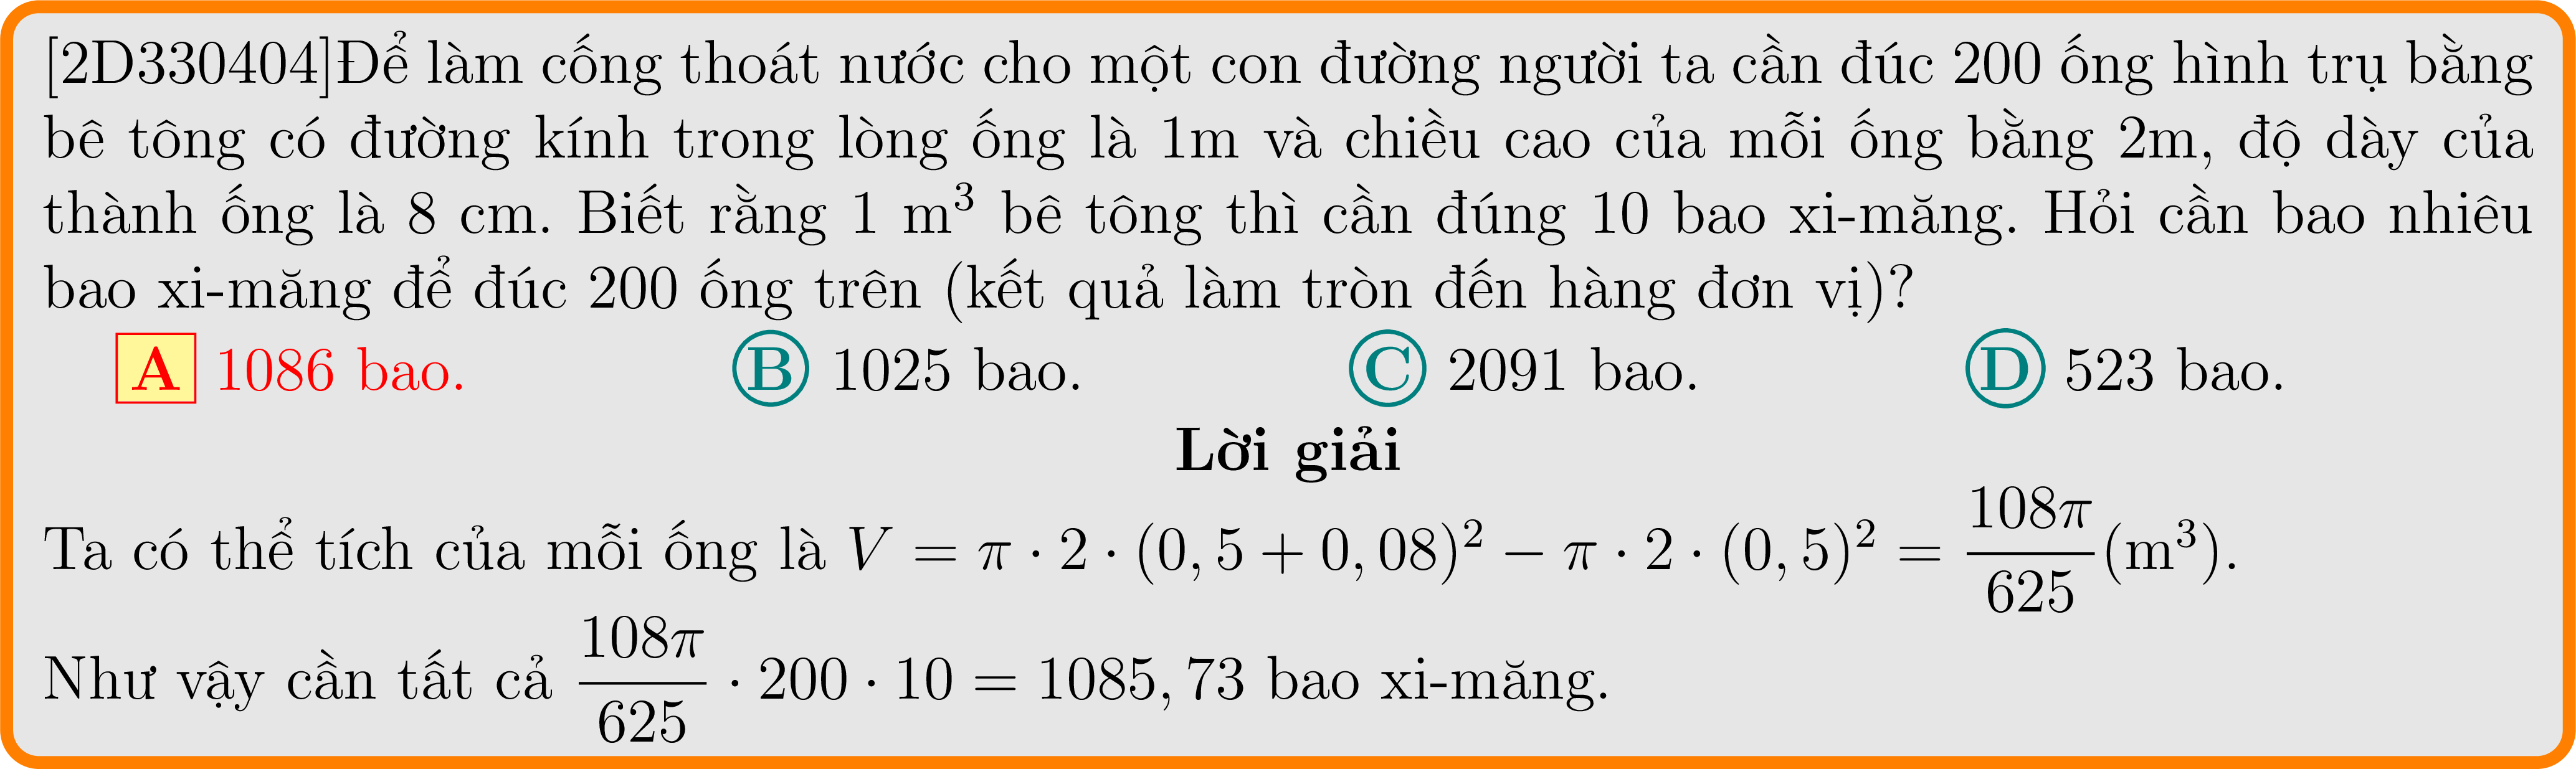 [2D330404]Để làm cống thoát nước cho một con đường người ta cần đúc 200 ống hình trụ bằng
bê tông có đường kính trong lòng ống là 1m và chiều cao của mỗi ống bằng 2m, độ dày của
thành ống là 8 cm. Biết rằng 1 m³ bê tông thì cần đúng 10 bao xi-măng. Hỏi cần bao nhiêu
bao xi-măng để đúc 200 ống trên (kết quả làm tròn đến hàng đơn vị)?
A 1086 bao. B 1025 bao. C 2091 bao. D 523 bao.
Lời giải
Ta có thể tích của mỗi ống là $V = \pi \cdot 2 \cdot (0,5 + 0,08)^2 - \pi \cdot 2 \cdot (0,5)^2 = \frac{108\pi}{625}(\text{m}^3)$.
Như vậy cần tất cả $\frac{108\pi}{625} \cdot 200 \cdot 10 = 1085,73$ bao xi-măng.